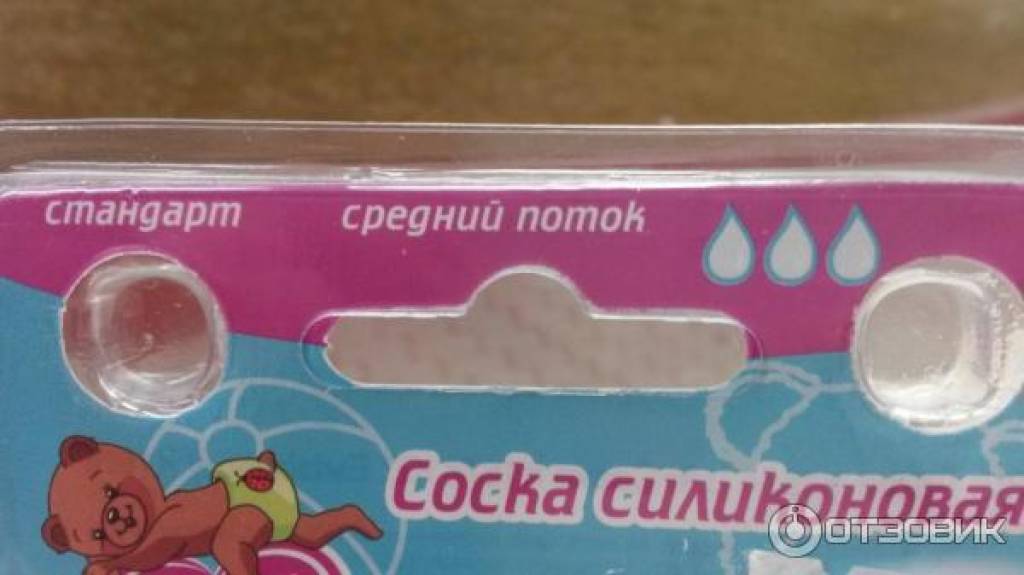 стандарт средний поток
Соска силиконовая
ОТЗОВИК